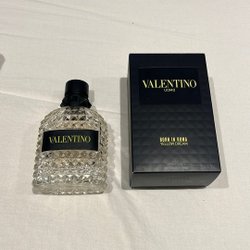 VALENTINO
VALENTINO
UOMO
BORN IN ROMA
YELLOW DREAM